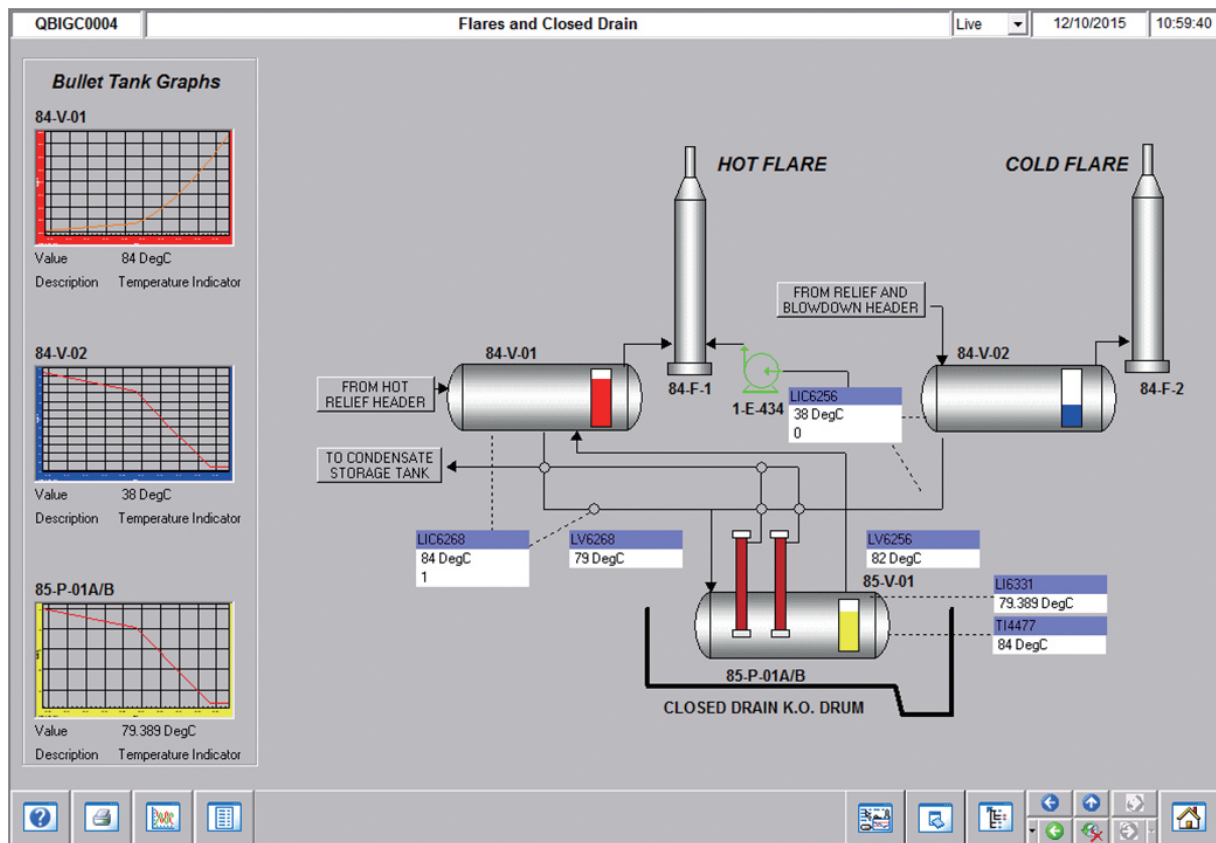 QBIGC0004
Flares and Closed Drain
Live
12/10/2015
10:59:40
Bullet Tank Graphs
84-V-01
Value 84 DegC
Description Temperature Indicator
84-V-02
Value 38 DegC
Description Temperature Indicator
85-P-01A/B
Value 79.389 DegC
Description Temperature Indicator
HOT FLARE
COLD FLARE
FROM RELIEF AND
BLOWDOWN HEADER
84-V-01
84-V-02
FROM HOT
RELIEF HEADER
84-F-1
1-E-434
84-F-2
LIC6256
38 DegC
0
TO CONDENSATE
STORAGE TANK
LIC6268
84 DegC
1
LV6268
79 DegC
LV6256
82 DegC
85-V-01
LI6331
79.389 DegC
TI4477
84 DegC
85-P-01A/B
CLOSED DRAIN K.O. DRUM